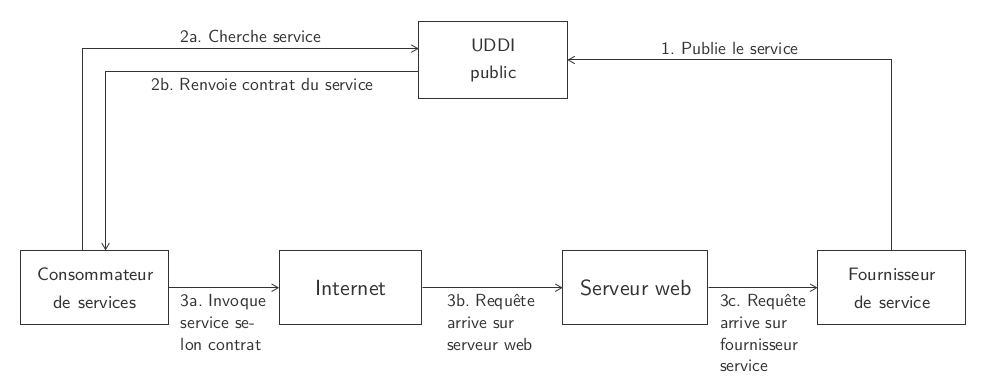 2a. Cherche service
UDDI
public
1. Publie le service
2b. Renvoie contrat du service
Consommateur
de services
Internet
Serveur web
Fournisseur
de service
3a. Invoque
service se-
lon contrat
3b. Requête
arrive sur
serveur web
3c. Requête
arrive sur
fournisseur
service